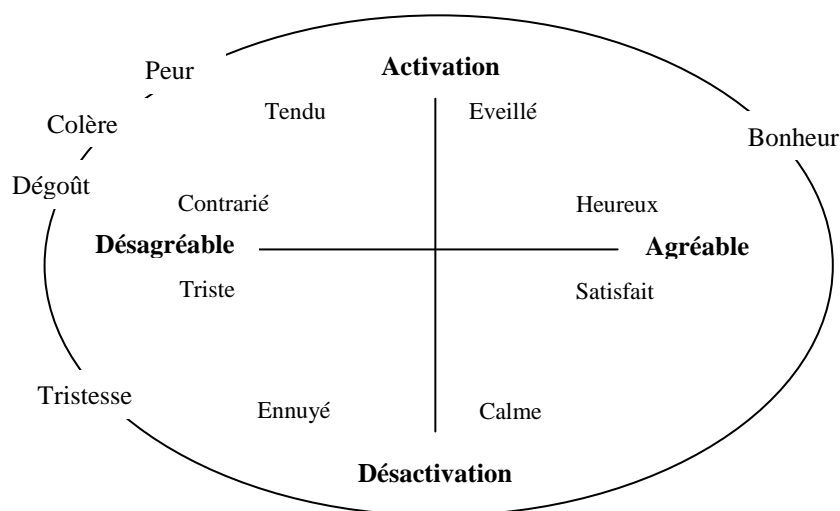 Peur
Activation
Tendu
Eveillé
Colère
Bonheur
Dégoût
Contrarié
Heureux
Désagréable
Agréable
Triste
Satisfait
Tristesse
Ennuyé
Calme
Désactivation